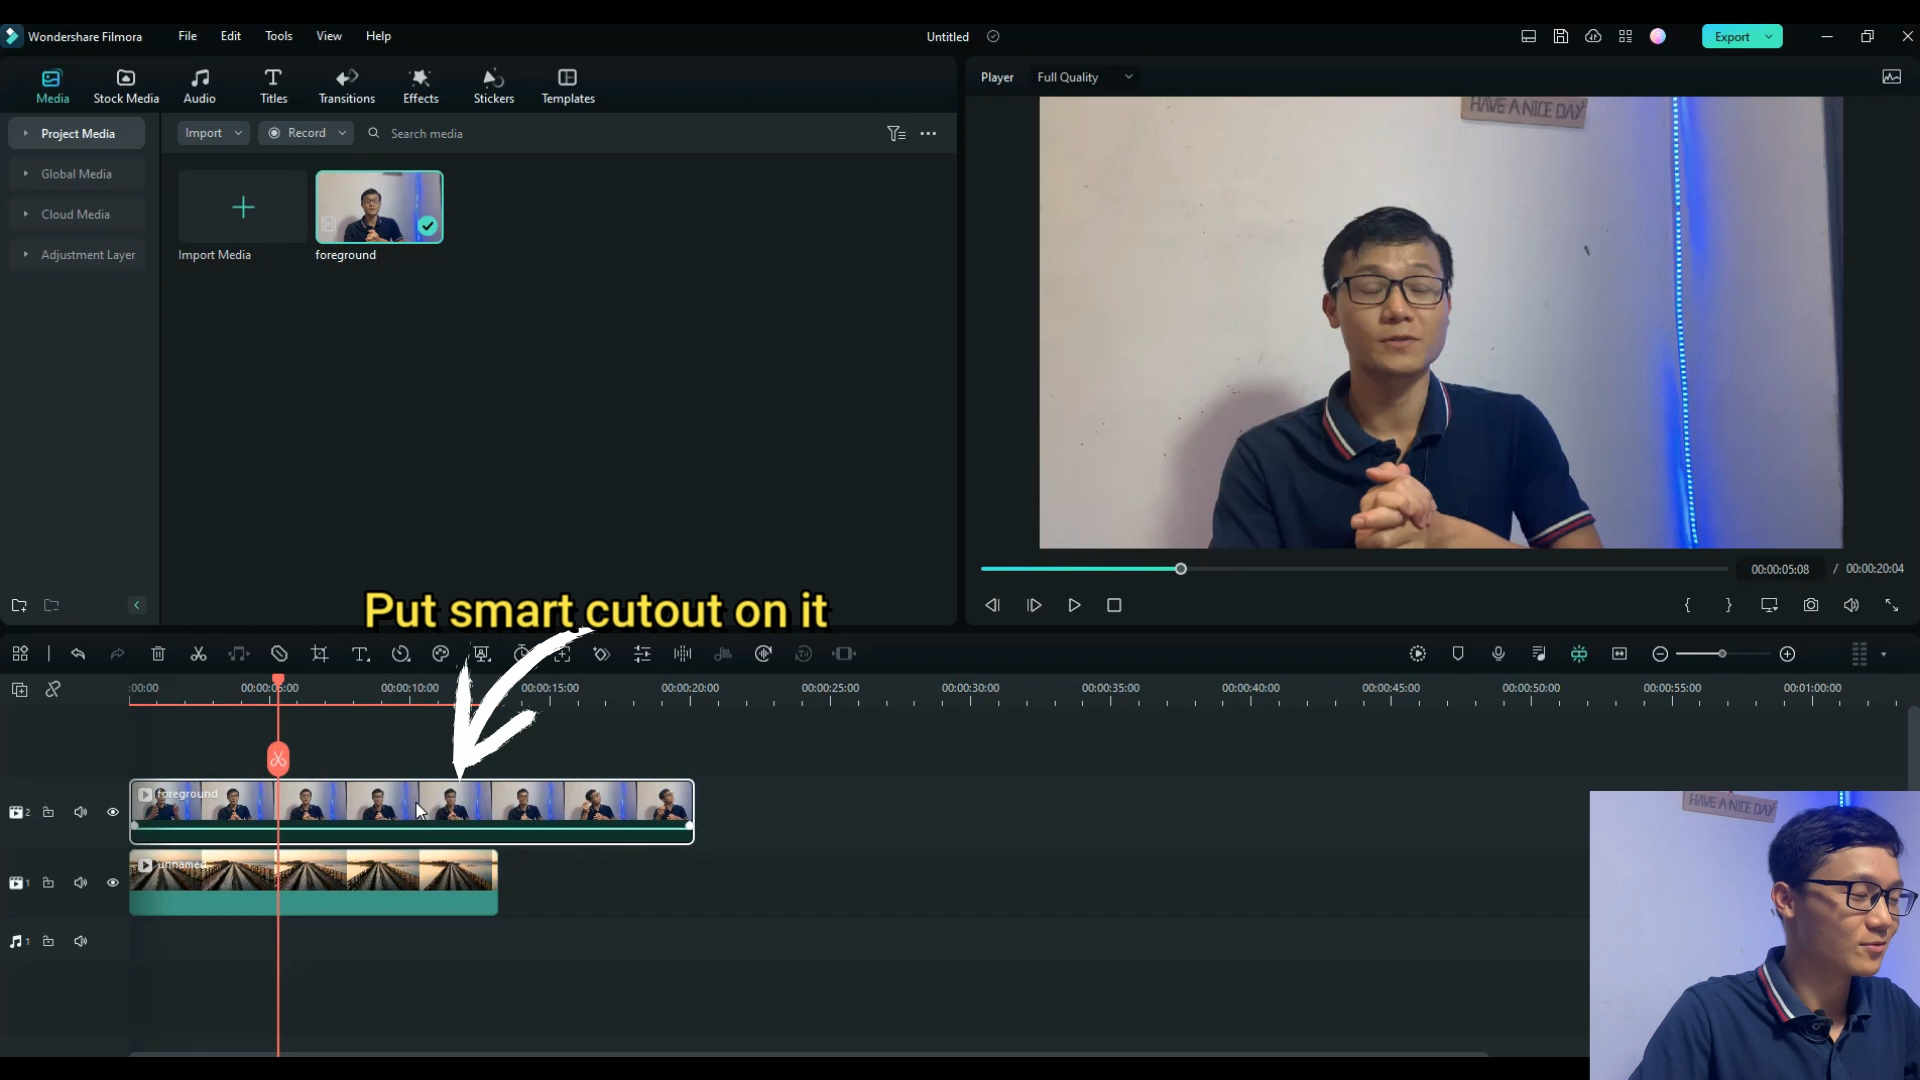 Wondershare Filmora
File
Edit
Tools
View
Help
Untitled
Export
Media
Stock Media
Audio
Titles
Transitions
Effects
Stickers
Templates
Player
Full Quality
Project Media
Global Media
Cloud Media
Adjustment Layer
Import
Record
Search media
Import Media
foreground
HAVE A NICE DAY
00:00:05:08 / 00:00:20:04
Put smart cutout on it
:00:00
00:00:05:00
00:00:10:00
00:00:15:00
00:00:20:00
00:00:25:00
00:00:30:00
00:00:35:00
00:00:40:00
00:00:45:00
00:00:50:00
00:00:55:00
00:01:00:00
2
foreground
1
unnamed
1
HAVE A NICE DAY